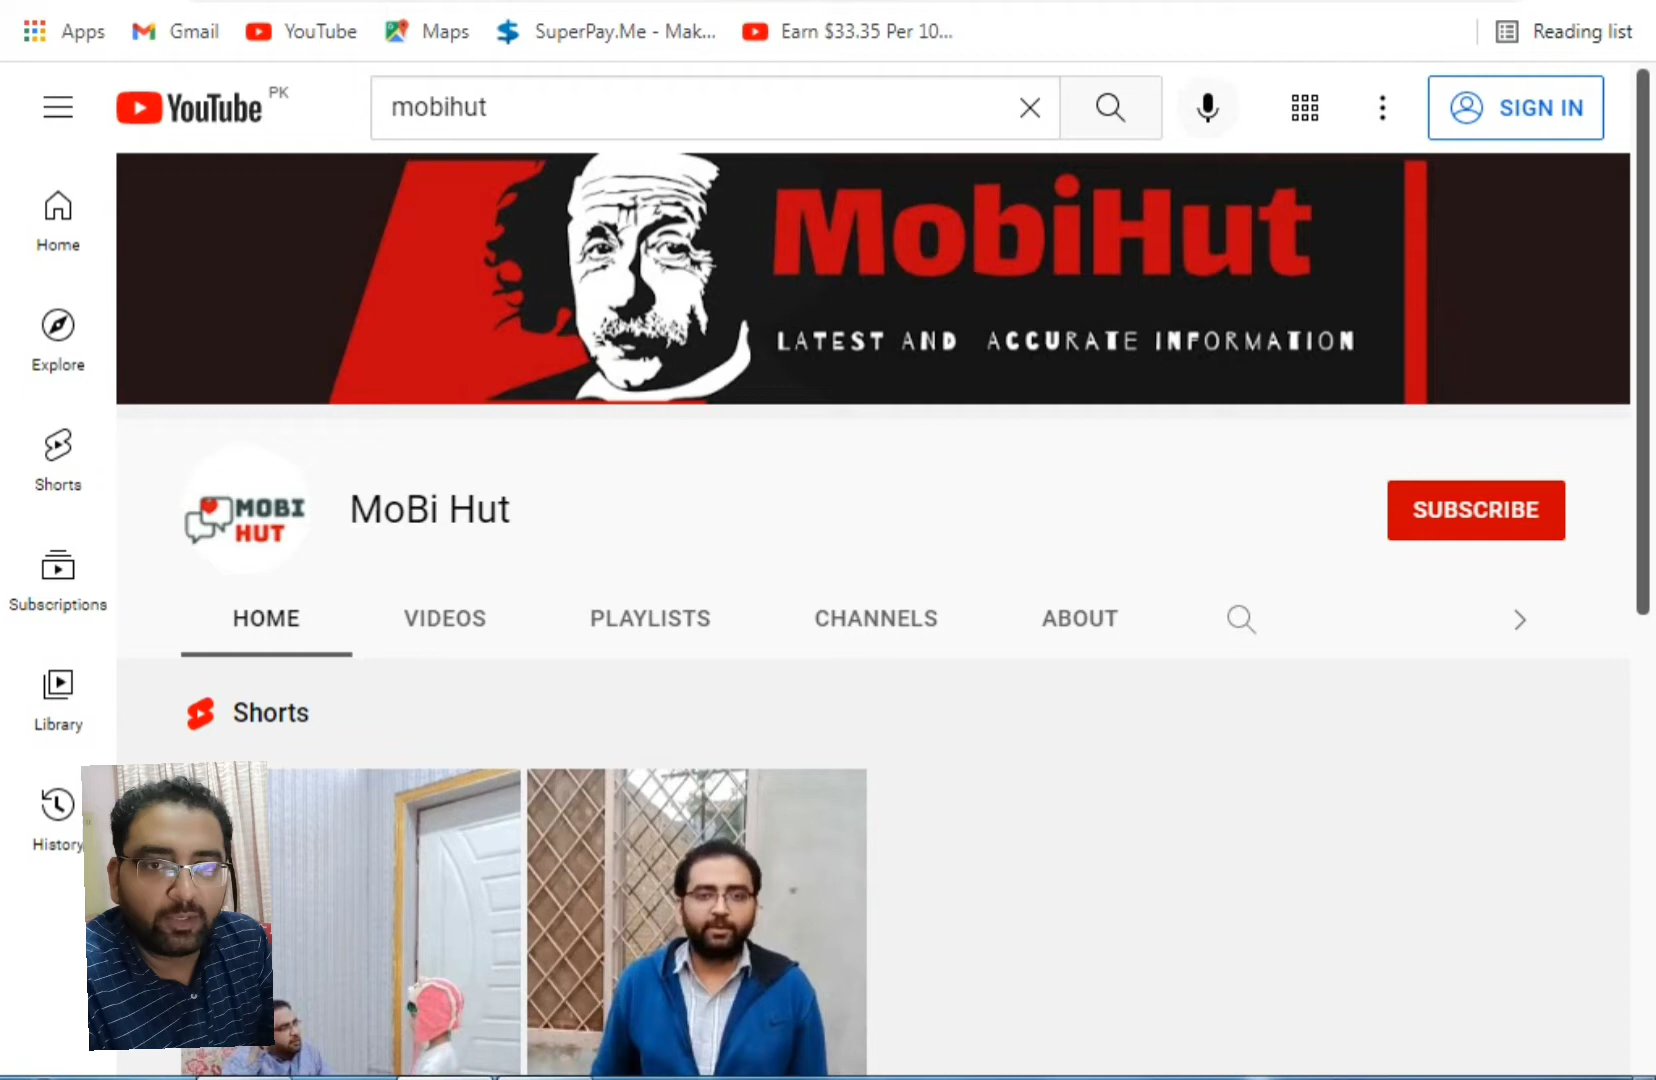 Apps Gmail YouTube Maps SuperPay.Me - Mak... Earn $33.35 Per 10... Reading list
YouTube PK mobihut SIGN IN
MobiHut
LATEST AND ACCURATE INFORMATION
Home
Explore
Shorts
Subscriptions
Library
History
MOBI
HUT
MoBi Hut
SUBSCRIBE
HOME VIDEOS PLAYLISTS CHANNELS ABOUT
Shorts